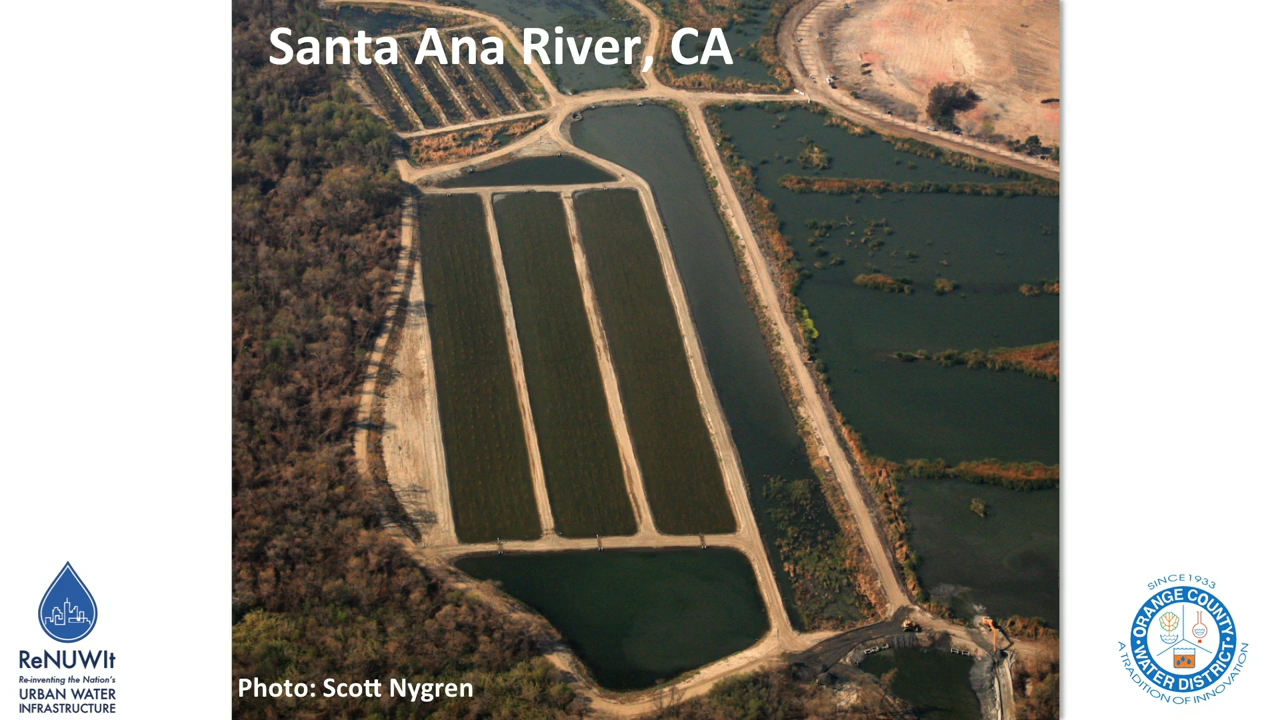 Santa Ana River, CA
ReNUWIt
Re-inventing the Nation's
URBAN WATER
INFRASTRUCTURE
Photo: Scott Nygren
SINCE 1933
ORANGE COUNTY
WATER DISTRICT
A TRADITION OF INNOVATION